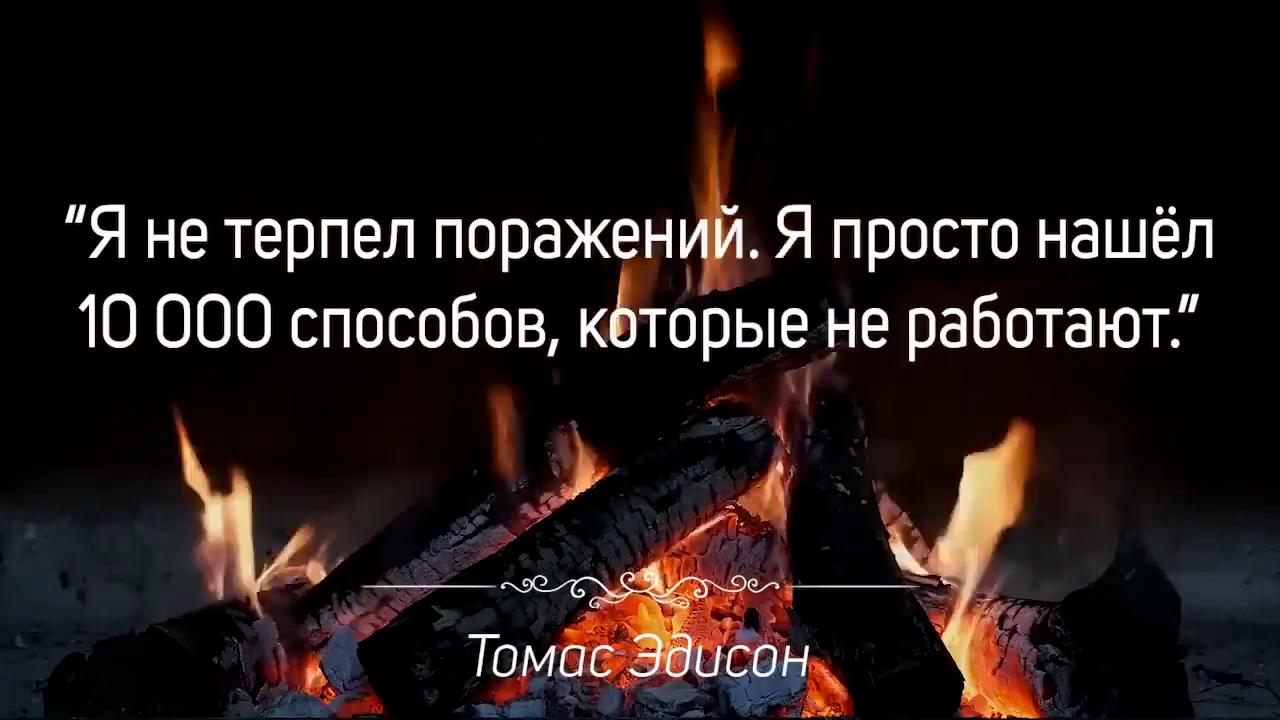 “Я не терпел поражений. Я просто нашёл
10 000 способов, которые не работают.”
Томас Эдисон